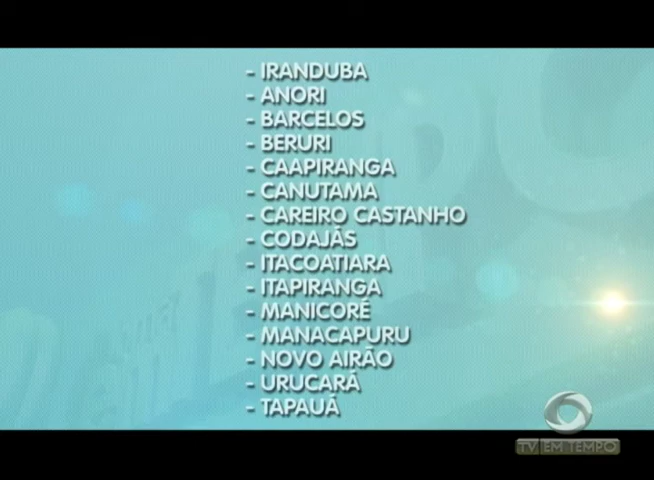 - IRANDUBA
- ANORI
- BARCELOS
- BERURI
- CAAPIRANGA
- CANUTAMA
- CAREIRO CASTANHO
- CODAJÁS
- ITACOATIARA
- ITAPIRANGA
- MANICORÉ
- MANACAPURU
- NOVO AIRÃO
- URUCARÁ
- TAPAUÁ
TV EM TEMPO